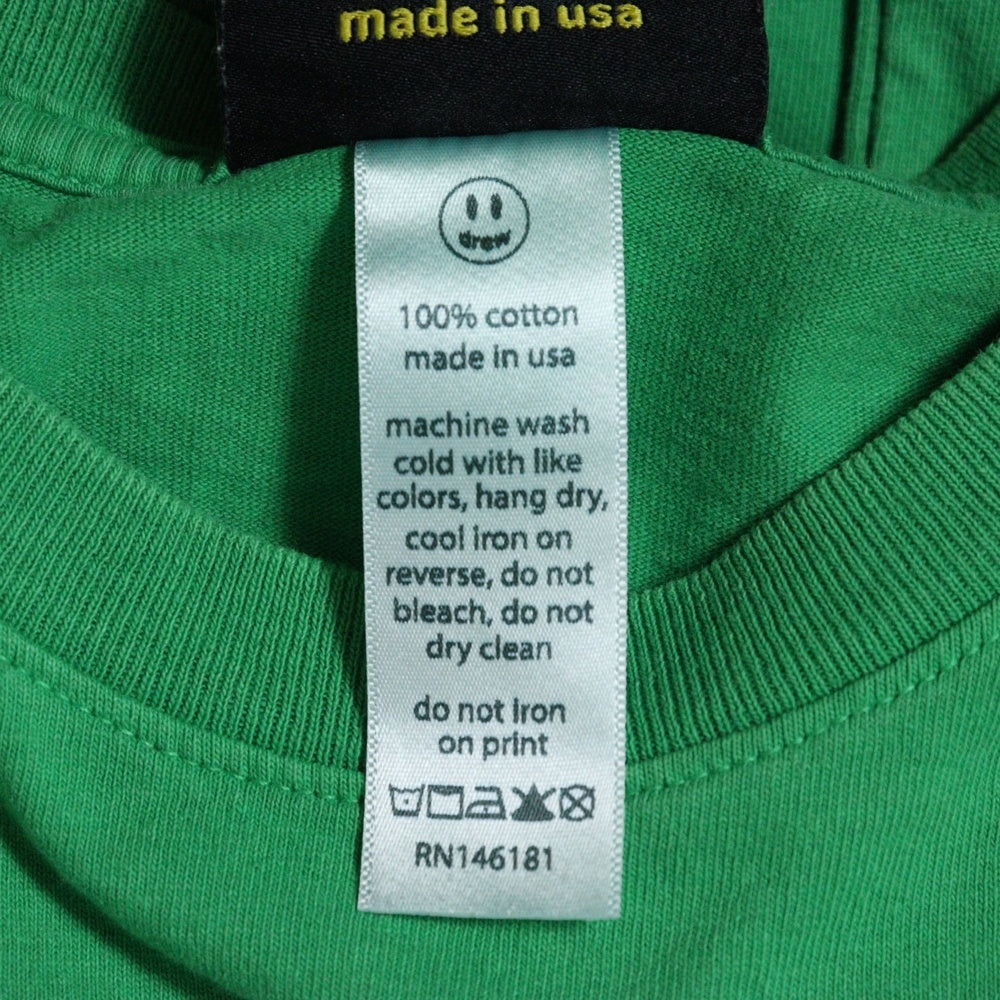 made in usa
drew
100% cotton
made in usa
machine wash
cold with like
colors, hang dry,
cool iron on
reverse, do not
bleach, do not
dry clean
do not iron
on print
RN146181